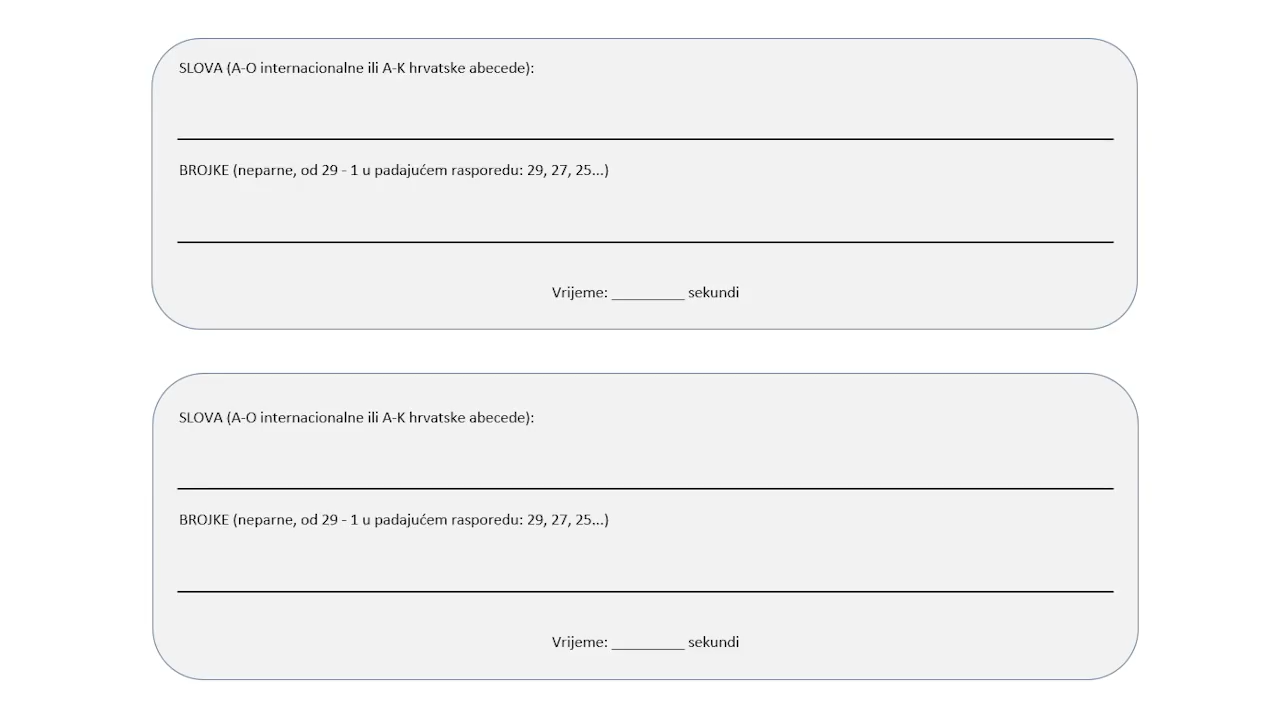 SLOVA (A-O internacionalne ili A-K hrvatske abecede):
BROJKE (neparne, od 29 - 1 u padajućem rasporedu: 29, 27, 25...)
Vrijeme: _________ sekundi
SLOVA (A-O internacionalne ili A-K hrvatske abecede):
BROJKE (neparne, od 29 - 1 u padajućem rasporedu: 29, 27, 25...)
Vrijeme: _________ sekundi